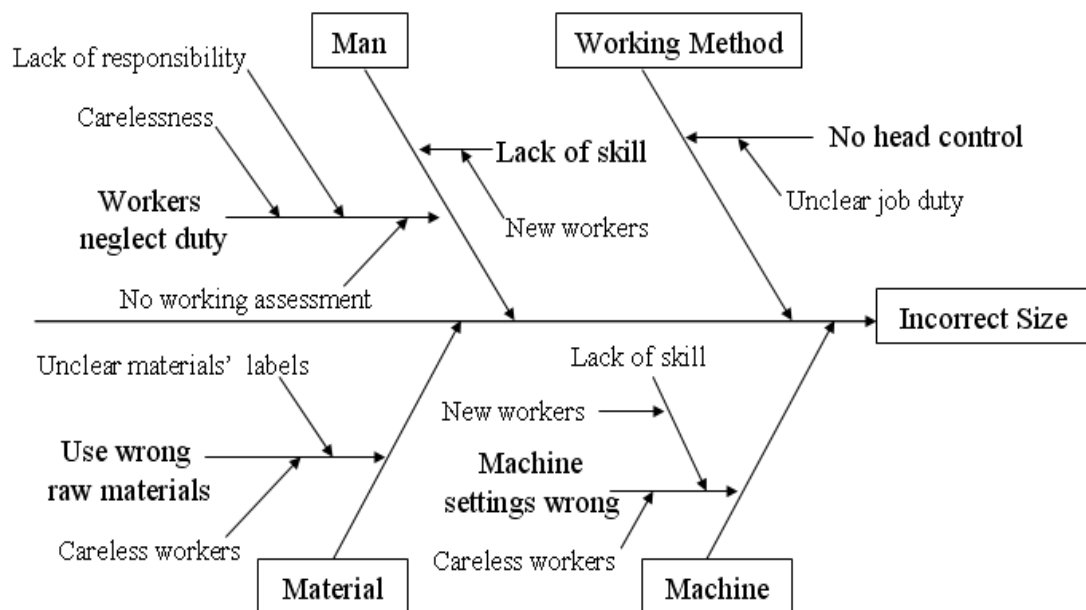 Man
Working Method
Lack of responsibility
Carelessness
No head control
Lack of skill
Workers
neglect duty
Unclear job duty
New workers
No working assessment
Incorrect Size
Unclear materials’ labels
Lack of skill
New workers
Use wrong
raw materials
Machine
settings wrong
Careless workers
Careless workers
Material
Machine